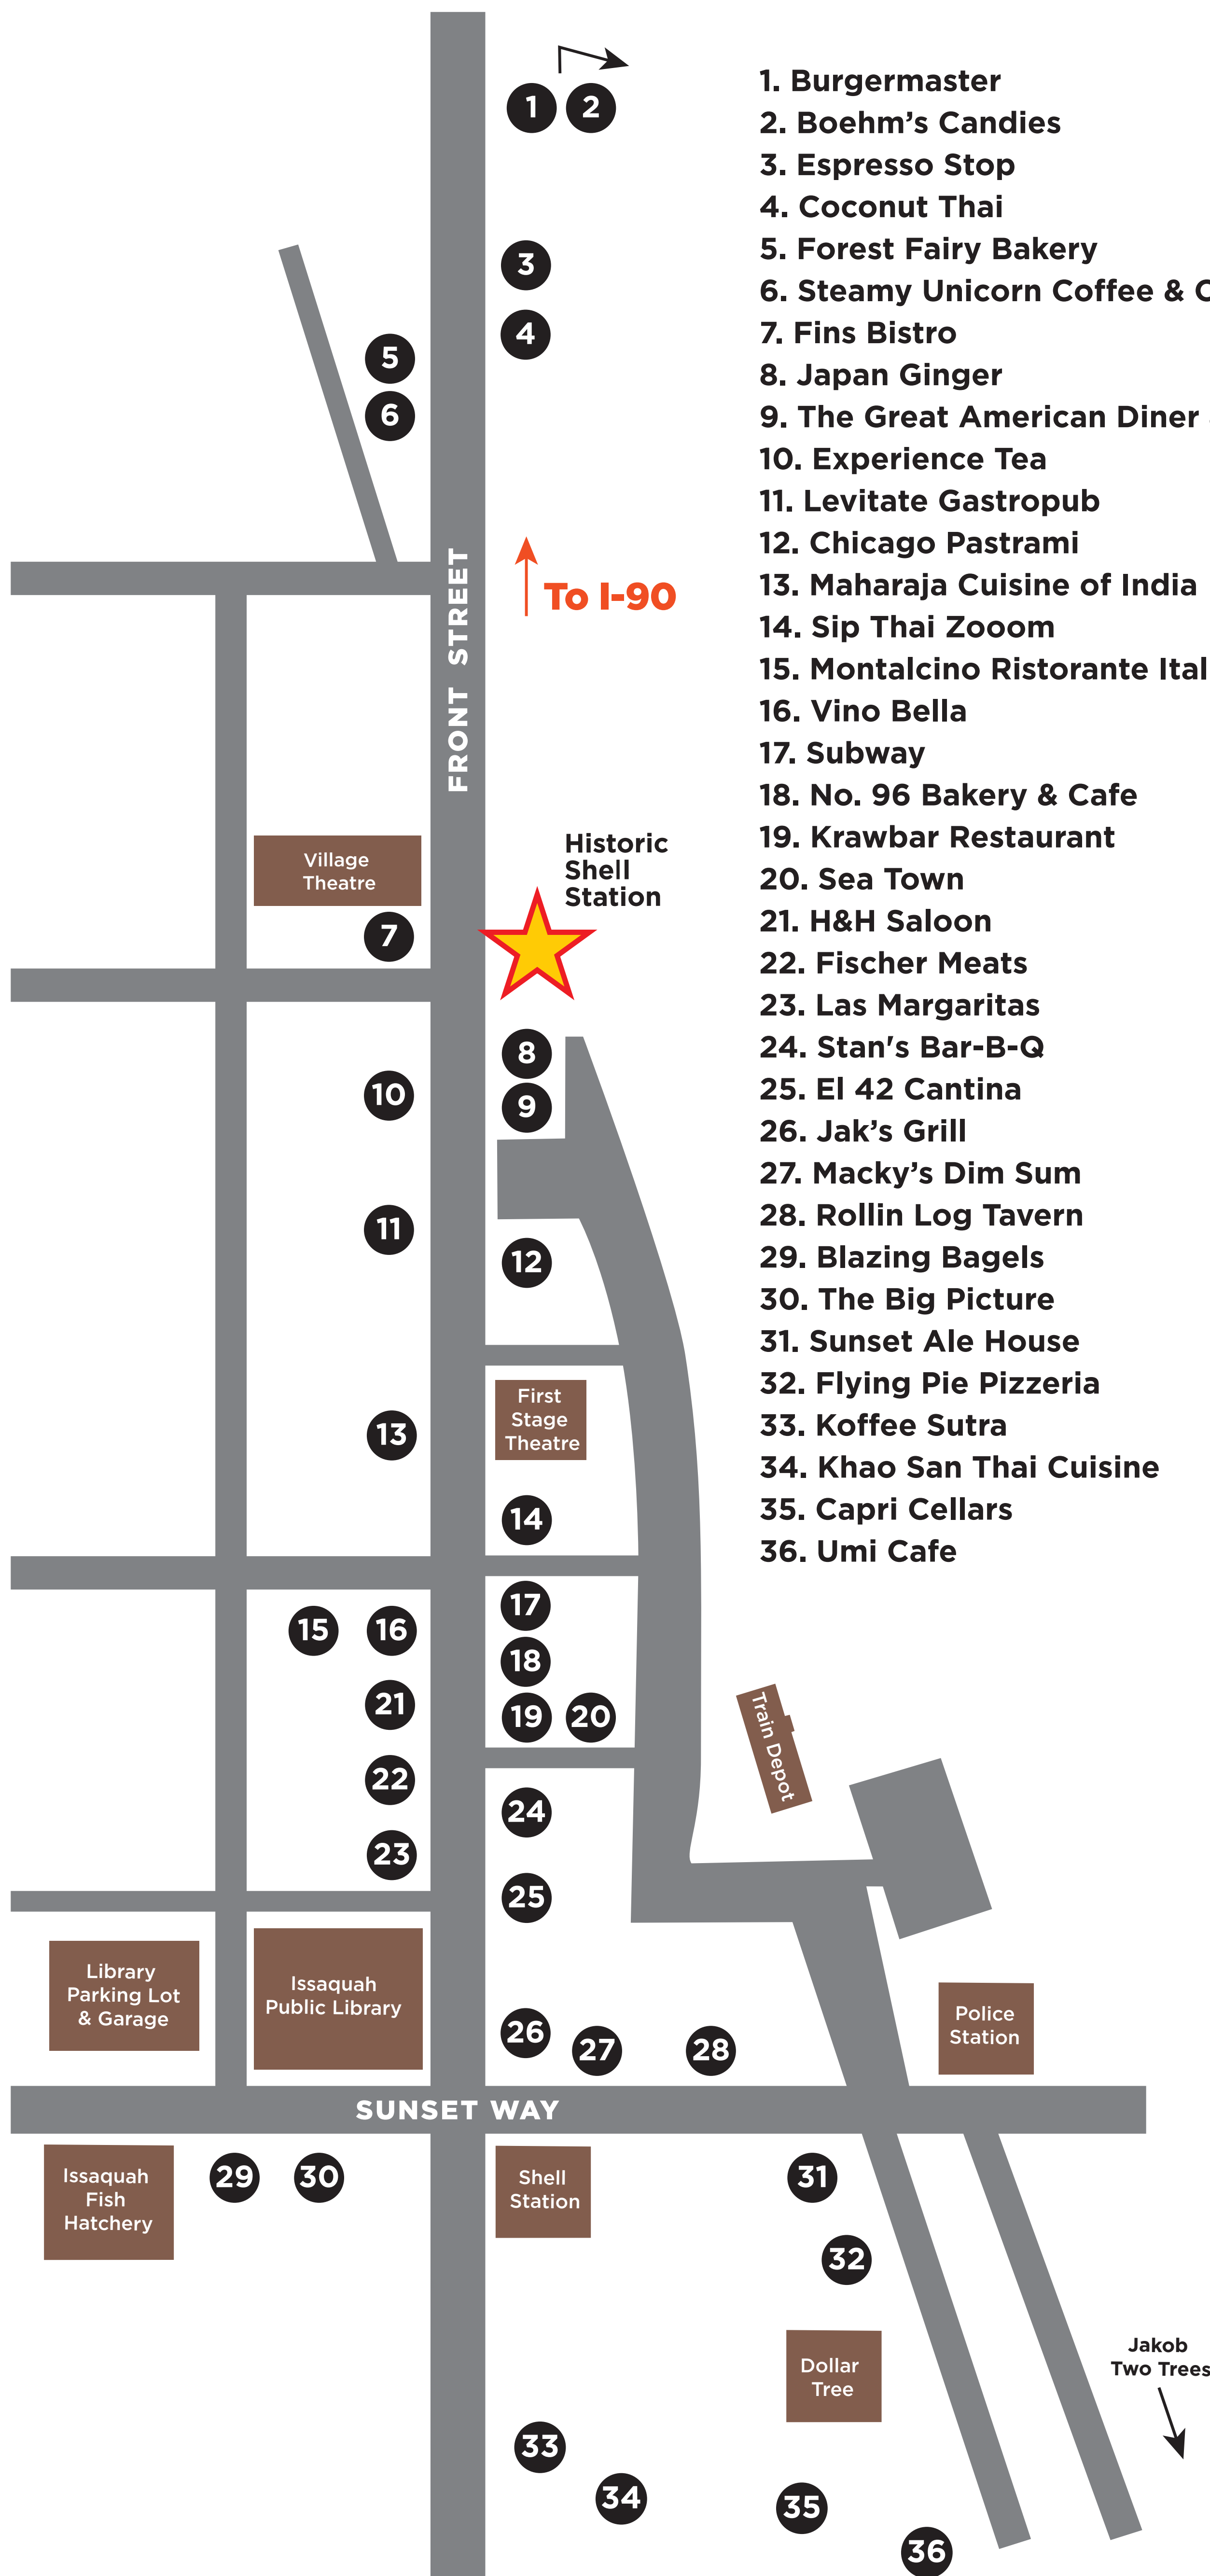 1. Burgermaster
2. Boehm’s Candies
3. Espresso Stop
4. Coconut Thai
5. Forest Fairy Bakery
6. Steamy Unicorn Coffee &
7. Fins Bistro
8. Japan Ginger
9. The Great American Diner
10. Experience Tea
11. Levitate Gastropub
12. Chicago Pastrami
13. Maharaja Cuisine of India
14. Sip Thai Zooom
15. Montalcino Ristorante Ital
16. Vino Bella
17. Subway
18. No. 96 Bakery & Cafe
19. Krawbar Restaurant
20. Sea Town
21. H&H Saloon
22. Fischer Meats
23. Las Margaritas
24. Stan's Bar-B-Q
25. El 42 Cantina
26. Jak’s Grill
27. Macky’s Dim Sum
28. Rollin Log Tavern
29. Blazing Bagels
30. The Big Picture
31. Sunset Ale House
32. Flying Pie Pizzeria
33. Koffee Sutra
34. Khao San Thai Cuisine
35. Capri Cellars
36. Umi Cafe
1 2
3
4
5
6
FRONT STREET
To I-90
Village
Theatre
Historic
Shell
Station
7
8
9
10
11
12
First
Stage
Theatre
13
14
15 16
17
18
19 20
21
22
23
24
25
Train Depot
Library
Parking Lot
& Garage
Issaquah
Public Library
Police
Station
26
27
28
SUNSET WAY
Issaquah
Fish
Hatchery
29 30
Shell
Station
31
32
Dollar
Tree
Jakob
Two Trees
33
34
35
36